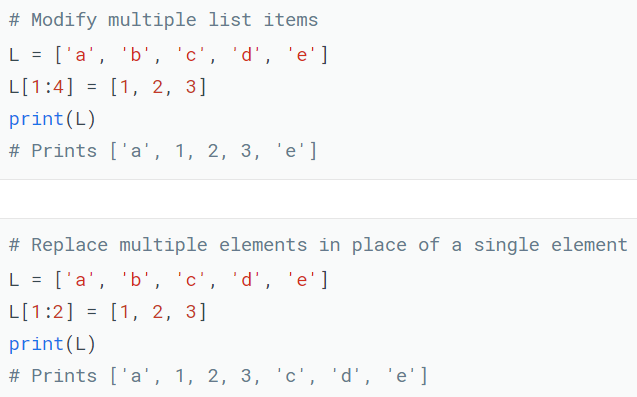 # Modify multiple list items
L = ['a', 'b', 'c', 'd', 'e']
L[1:4] = [1, 2, 3]
print(L)
# Prints ['a', 1, 2, 3, 'e']
# Replace multiple elements in place of a single element
L = ['a', 'b', 'c', 'd', 'e']
L[1:2] = [1, 2, 3]
print(L)
# Prints ['a', 1, 2, 3, 'c', 'd', 'e']